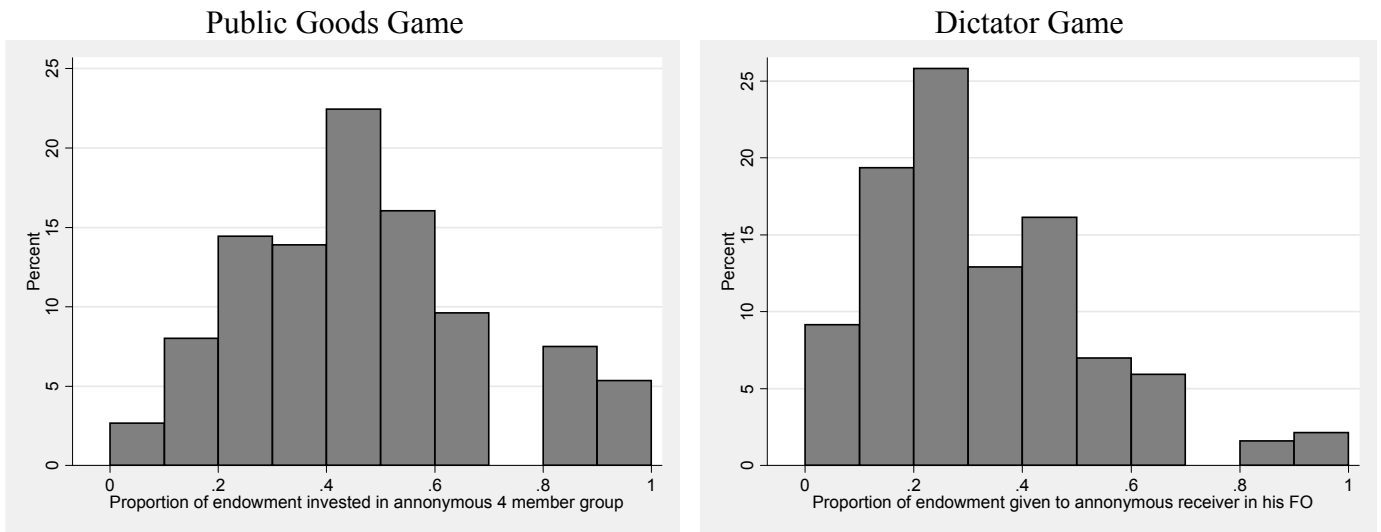 Public Goods Game
Dictator Game
25
20
15
10
5
0
Percent
0 .2 .4 .6 .8 1
Proportion of endowment invested in annonymous 4 member group
25
20
15
10
5
0
Percent
0 .2 .4 .6 .8 1
Proportion of endowment given to annonymous receiver in his FO